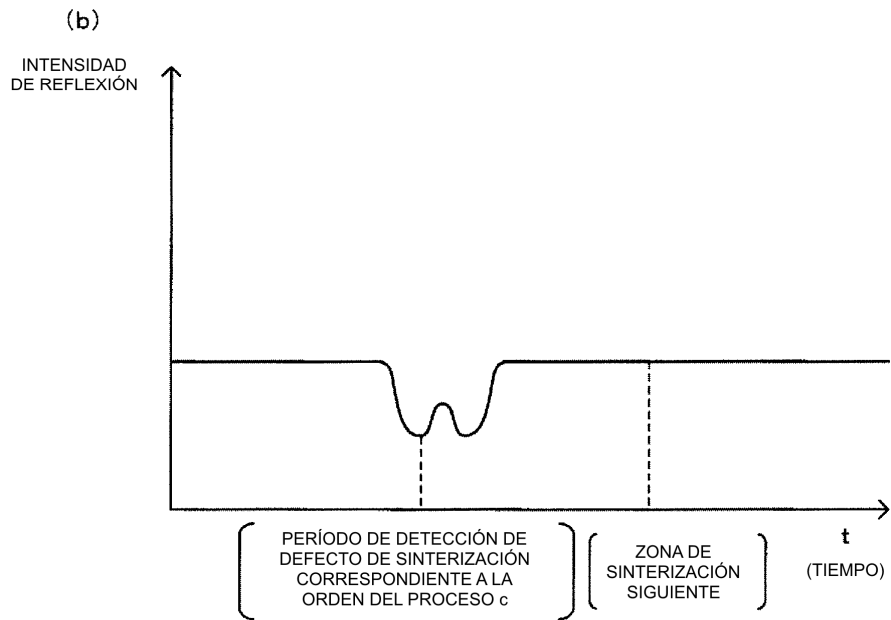 (b)
INTENSIDAD
DE REFLEXIÓN
PERÍODO DE DETECCIÓN DE
DEFECTO DE SINTERIZACIÓN
CORRESPONDIENTE A LA
ORDEN DEL PROCESO c
ZONA DE
SINTERIZACIÓN
SIGUIENTE
t
(TIEMPO)